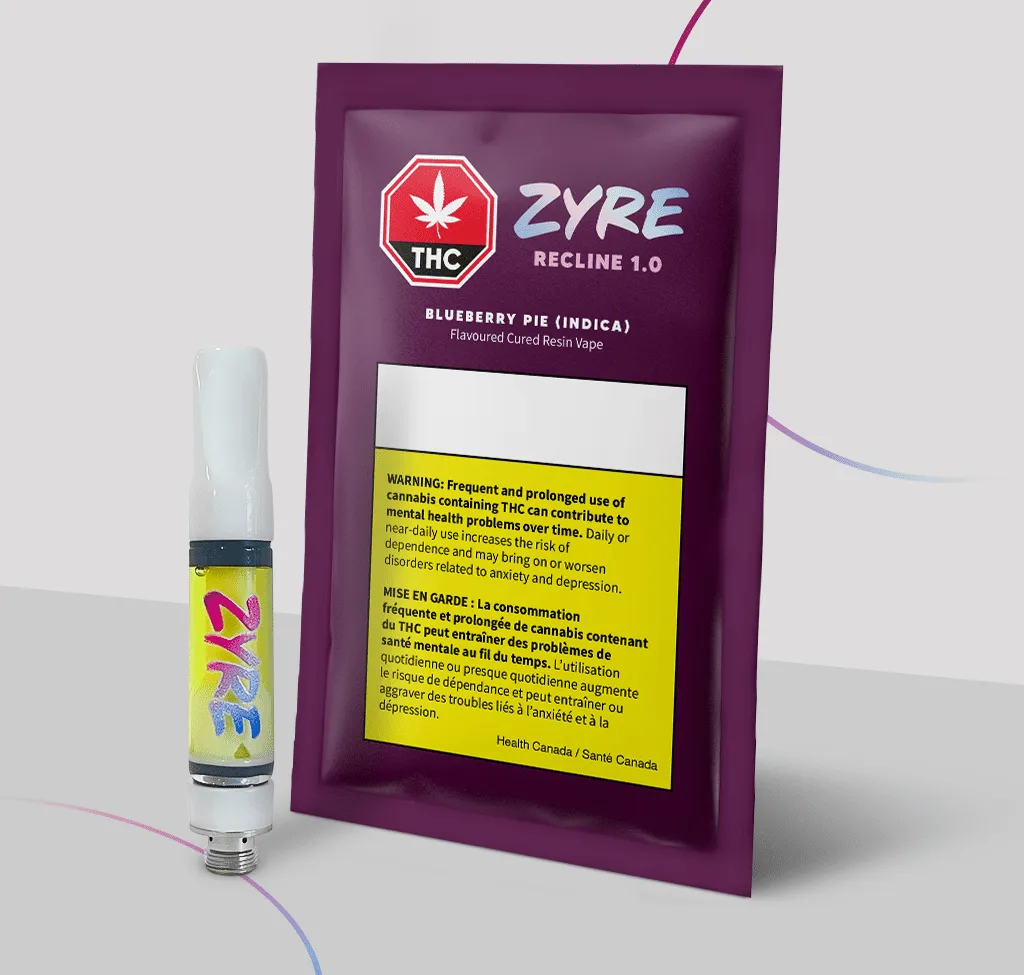 THC
ZYRE
RECLINE 1.0
BLUEBERRY PIE (INDICA)
Flavoured Cured Resin Vape
WARNING: Frequent and prolonged use of
cannabis containing THC can contribute to
mental health problems over time. Daily or
near-daily use increases the risk of
dependence and may bring on or worsen
disorders related to anxiety and depression.
MISE EN GARDE : La consommation
fréquente et prolongée de cannabis contenant
du THC peut entraîner des problèmes de
santé mentale au fil du temps. L’utilisation
quotidienne ou presque quotidienne augmente
le risque de dépendance et peut entraîner ou
aggraver des troubles liés à l’anxiété et à la
dépression.
Health Canada / Santé Canada
ZYRE